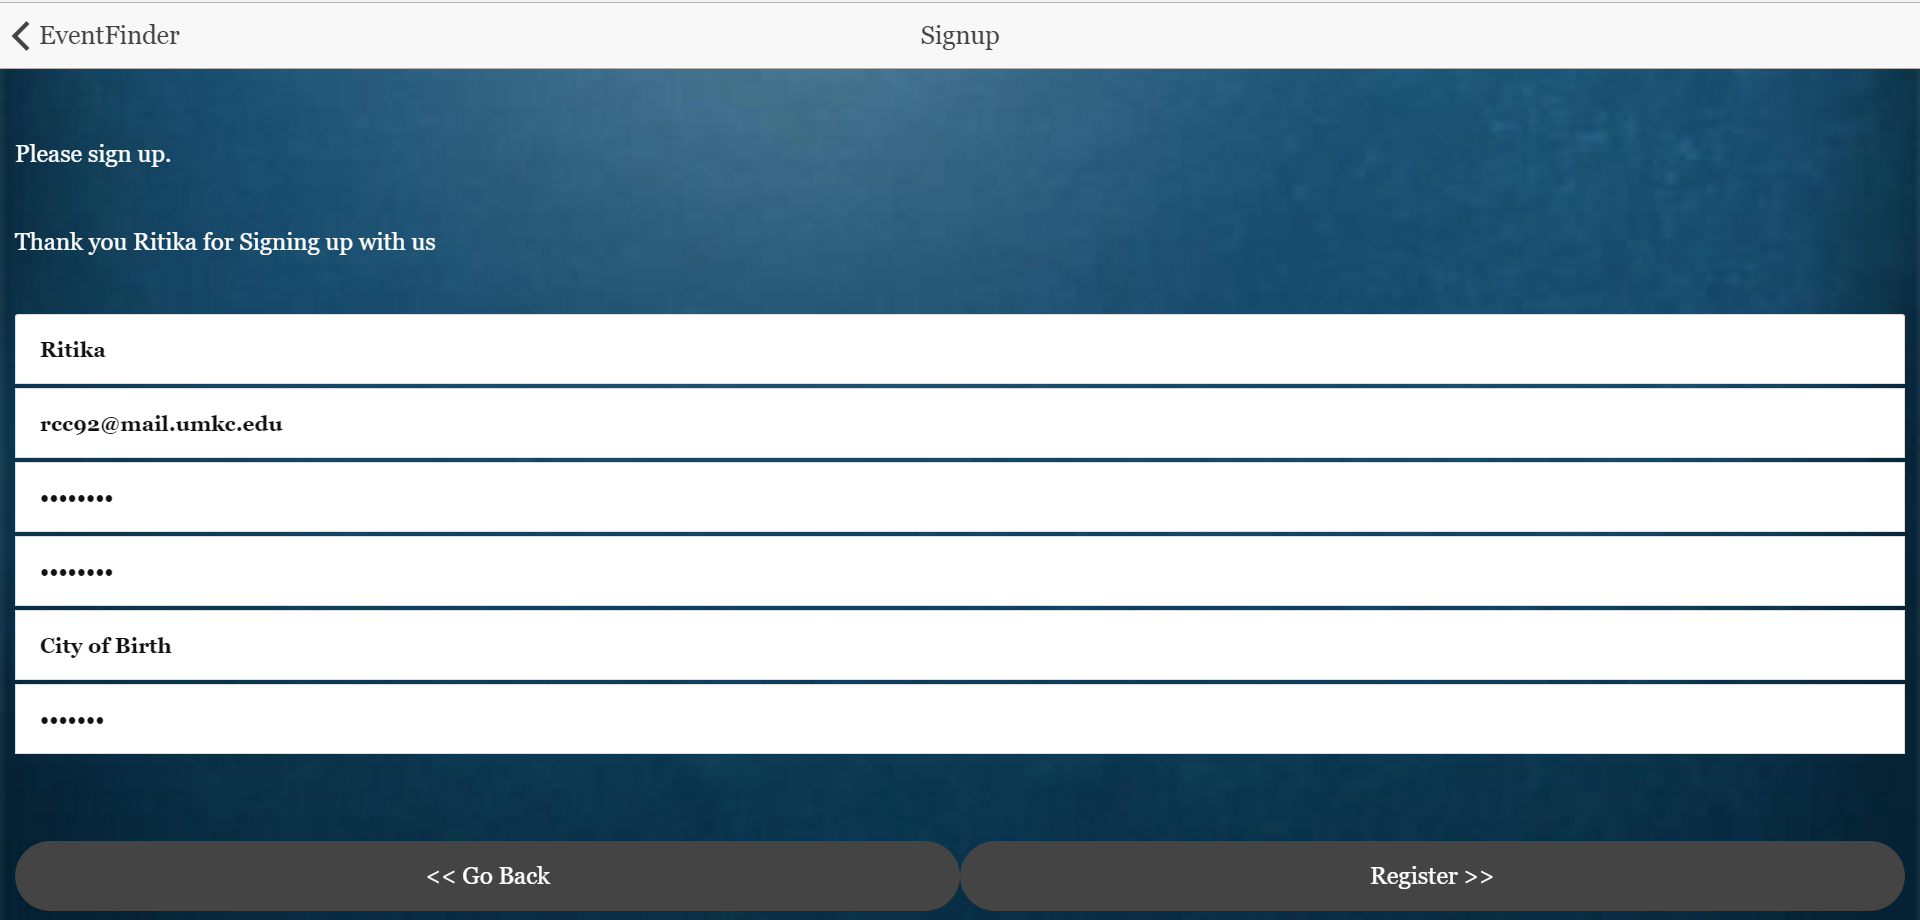 EventFinder
Signup
Please sign up.
Thank you Ritika for Signing up with us
Ritika
rcc92@mail.umkc.edu
••••••••
••••••••
City of Birth
•••••••
<< Go Back
Register >>